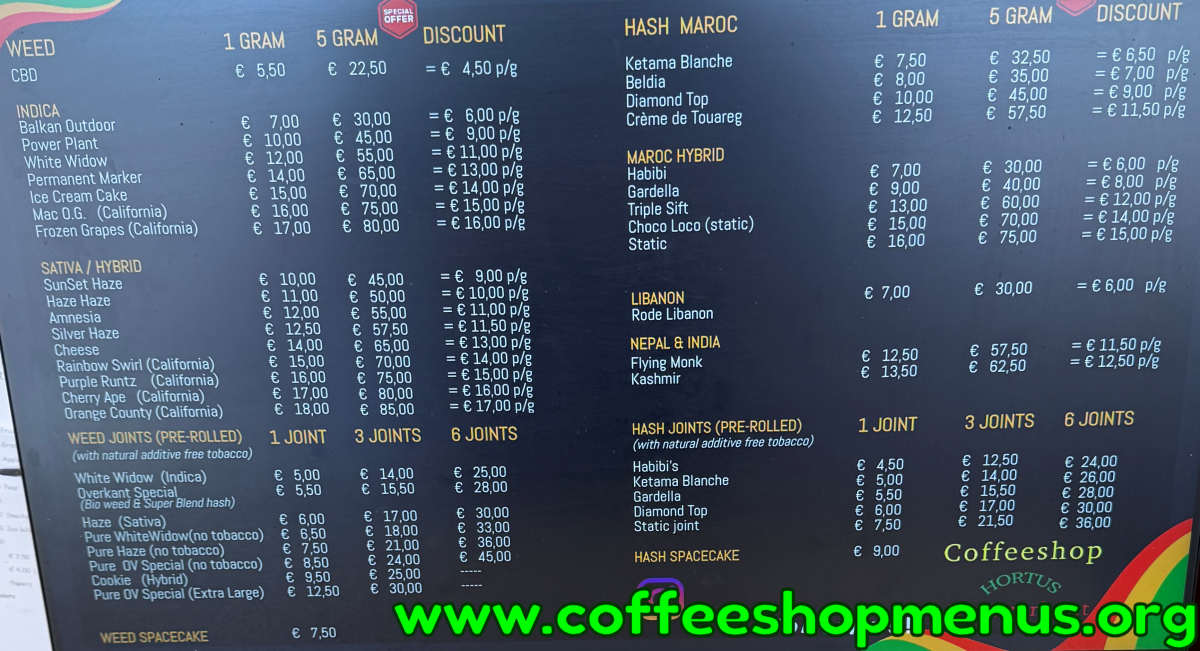 SPECIAL OFFER
WEED 1 GRAM 5 GRAM DISCOUNT
CBD € 5,50 € 22,50 = € 4,50 p/g
INDICA
Balkan Outdoor € 7,00 € 30,00 = € 6,00 p/g
Power Plant € 10,00 € 45,00 = € 9,00 p/g
White Widow € 12,00 € 55,00 = € 11,00 p/g
Permanent Marker € 14,00 € 65,00 = € 13,00 p/g
Ice Cream Cake € 15,00 € 70,00 = € 14,00 p/g
Mac O.G. (California) € 16,00 € 75,00 = € 15,00 p/g
Frozen Grapes (California) € 17,00 € 80,00 = € 16,00 p/g
SATIVA / HYBRID
SunSet Haze € 10,00 € 45,00 = € 9,00 p/g
Haze Haze € 11,00 € 50,00 = € 10,00 p/g
Amnesia € 12,00 € 55,00 = € 11,00 p/g
Silver Haze € 12,50 € 57,50 = € 11,50 p/g
Cheese € 14,00 € 65,00 = € 13,00 p/g
Rainbow Swirl (California) € 15,00 € 70,00 = € 14,00 p/g
Purple Runtz (California) € 16,00 € 75,00 = € 15,00 p/g
Cherry Ape (California) € 17,00 € 80,00 = € 16,00 p/g
Orange County (California) € 18,00 € 85,00 = € 17,00 p/g
WEED JOINTS (PRE-ROLLED) 1 JOINT 3 JOINTS 6 JOINTS
(with natural additive free tobacco)
White Widow (Indica) € 5,00 € 14,00 € 25,00
Overkant Special € 5,50 € 15,50 € 28,00
(Bio weed & Super Blend hash)
Haze (Sativa) € 6,00 € 17,00 € 30,00
Pure WhiteWidow(no tobacco) € 6,50 € 18,00 € 33,00
Pure Haze (no tobacco) € 7,50 € 21,00 € 36,00
Pure OV Special (no tobacco) € 8,50 € 24,00 € 45,00
Cookie (Hybrid) € 9,50 € 25,00 -----
Pure OV Special (Extra Large) € 12,50 € 30,00 -----
WEED SPACECAKE € 7,50
HASH MAROC 1 GRAM 5 GRAM DISCOUNT
Ketama Blanche € 7,50 € 32,50 = € 6,50 p/g
Beldia € 8,00 € 35,00 = € 7,00 p/g
Diamond Top € 10,00 € 45,00 = € 9,00 p/g
Crème de Touareg € 12,50 € 57,50 = € 11,50 p/g
MAROC HYBRID
Habibi € 7,00 € 30,00 = € 6,00 p/g
Gardella € 9,00 € 40,00 = € 8,00 p/g
Triple Sift € 13,00 € 60,00 = € 12,00 p/g
Choco Loco (static) € 15,00 € 70,00 = € 14,00 p/g
Static € 16,00 € 75,00 = € 15,00 p/g
LIBANON
Rode Libanon € 7,00 € 30,00 = € 6,00 p/g
NEPAL & INDIA
Flying Monk € 12,50 € 57,50 = € 11,50 p/g
Kashmir € 13,50 € 62,50 = € 12,50 p/g
HASH JOINTS (PRE-ROLLED) 1 JOINT 3 JOINTS 6 JOINTS
(with natural additive free tobacco)
Habibi's € 4,50 € 12,50 € 24,00
Ketama Blanche € 5,00 € 14,00 € 26,00
Gardella € 5,50 € 15,50 € 28,00
Diamond Top € 6,00 € 17,00 € 30,00
Static joint € 7,50 € 21,50 € 36,00
HASH SPACECAKE € 9,00
Coffeeshop
HORTUS
www.coffeeshopmenus.org